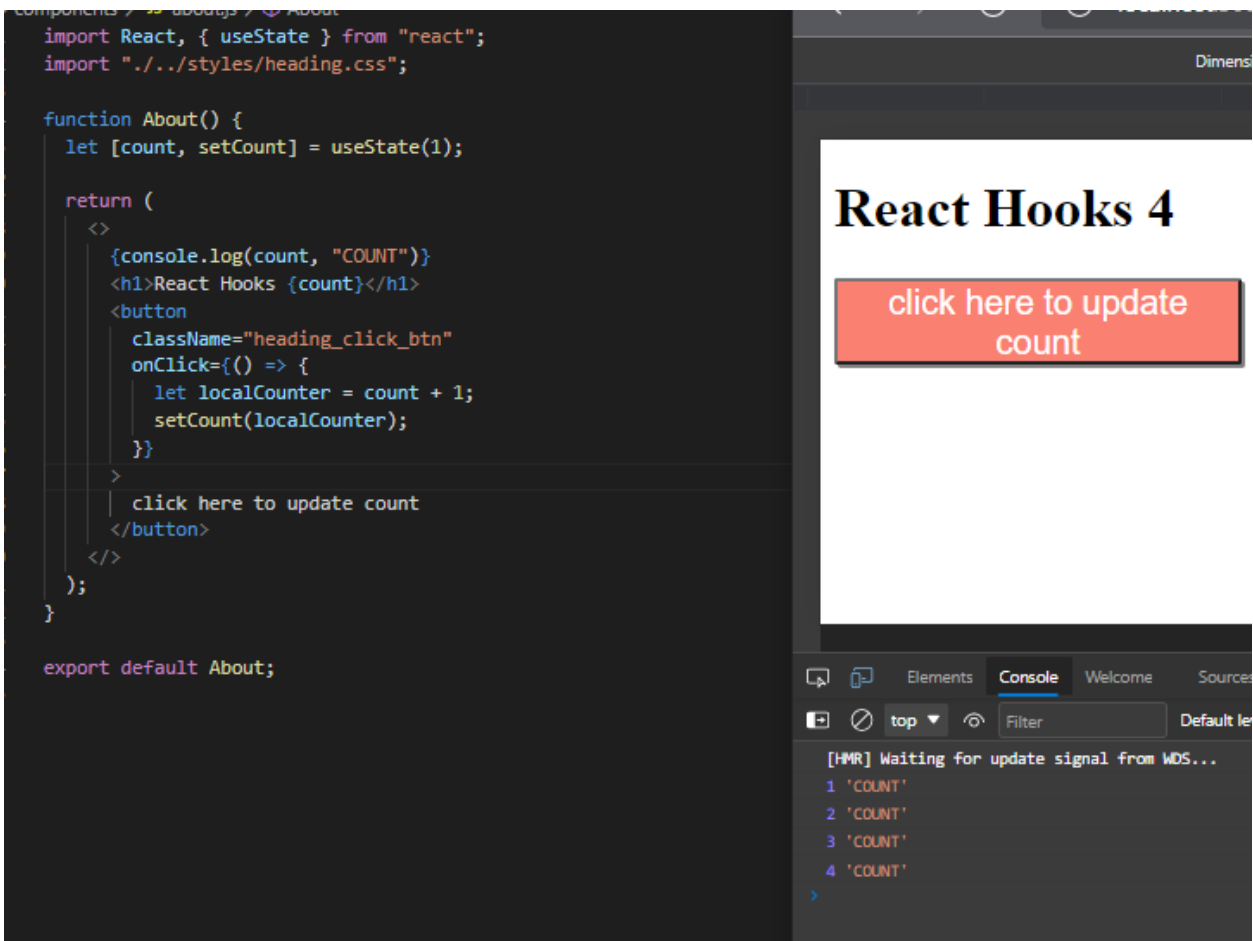 import React, { useState } from "react";
import "./../styles/heading.css";
function About() {
let [count, setCount] = useState(1);
return (
<>
{console.log(count, "COUNT")}
<h1>React Hooks {count}</h1>
<button
className="heading_click_btn"
onClick={() => {
let localCounter = count + 1;
setCount(localCounter);
}}
>
click here to update count
</button>
</>
);
}
export default About;
React Hooks 4
click here to update
count
Elements Console Welcome Sources
top Filter
[HMR] Waiting for update signal from WDS...
1 'COUNT'
2 'COUNT'
3 'COUNT'
4 'COUNT'
>